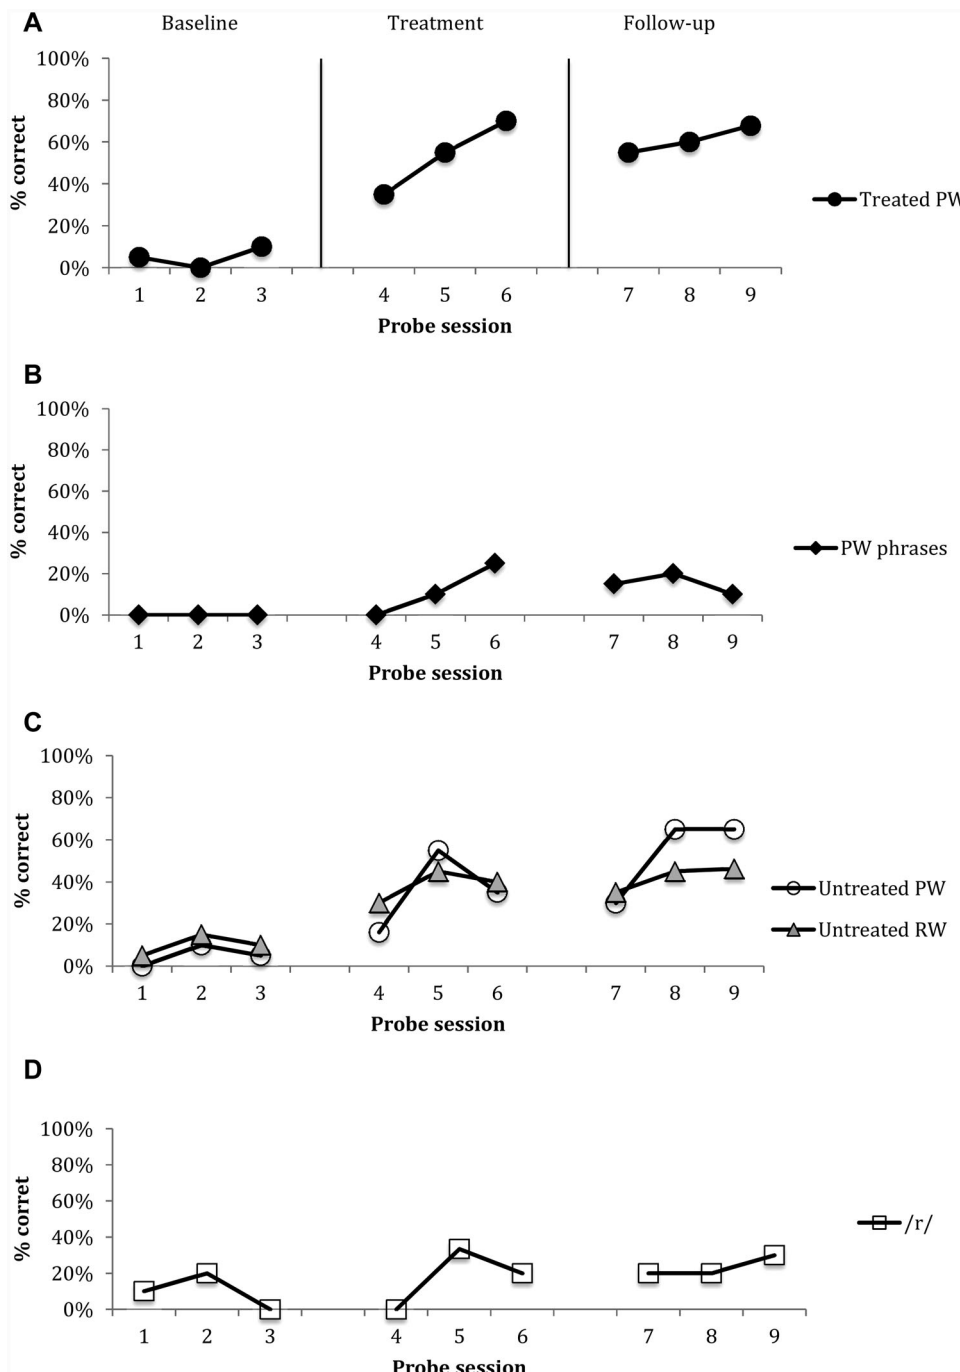 A
Baseline Treatment Follow-up
100%
80%
60%
40%
20%
0%
% correct
1 2 3 4 5 6 7 8 9
Probe session
Treated PW
B
100%
80%
60%
40%
20%
0%
% correct
1 2 3 4 5 6 7 8 9
Probe session
PW phrases
C
100%
80%
60%
40%
20%
0%
% correct
1 2 3 4 5 6 7 8 9
Probe session
Untreated PW
Untreated RW
D
100%
80%
60%
40%
20%
0%
% corret
1 2 3 4 5 6 7 8 9
Probe session
/r/